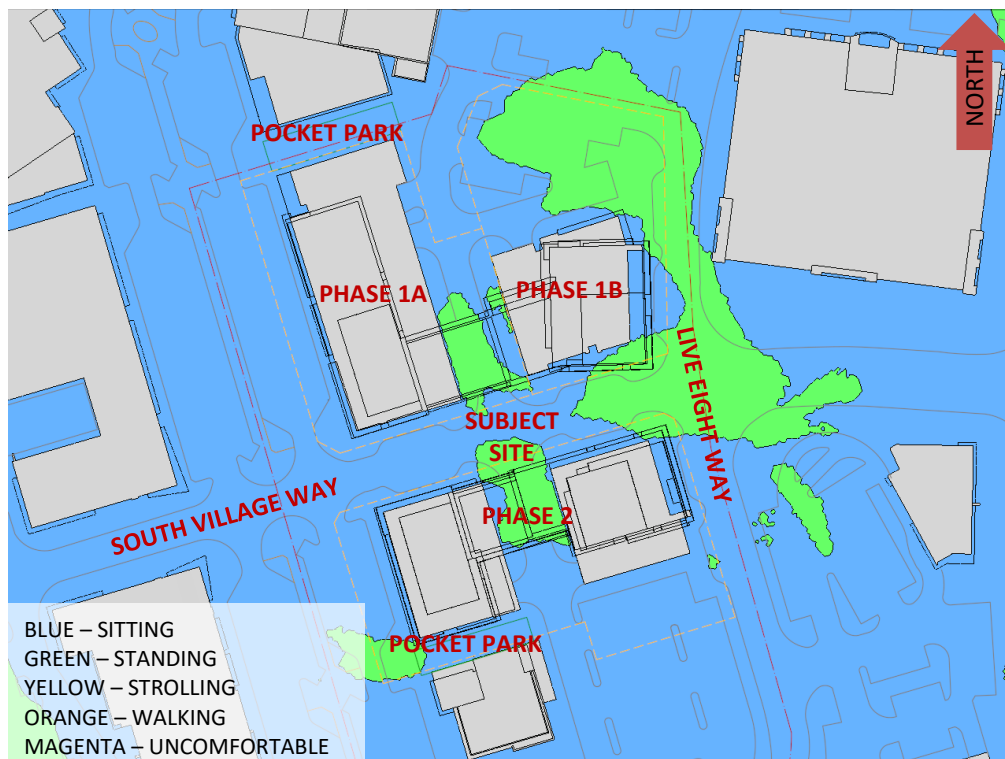 NORTH
POCKET PARK
PHASE 1A
PHASE 1B
LIVE EIGHT WAY
SUBJECT
SITE
SOUTH VILLAGE WAY
PHASE 2
POCKET PARK
BLUE – SITTING
GREEN – STANDING
YELLOW – STROLLING
ORANGE – WALKING
MAGENTA – UNCOMFORTABLE